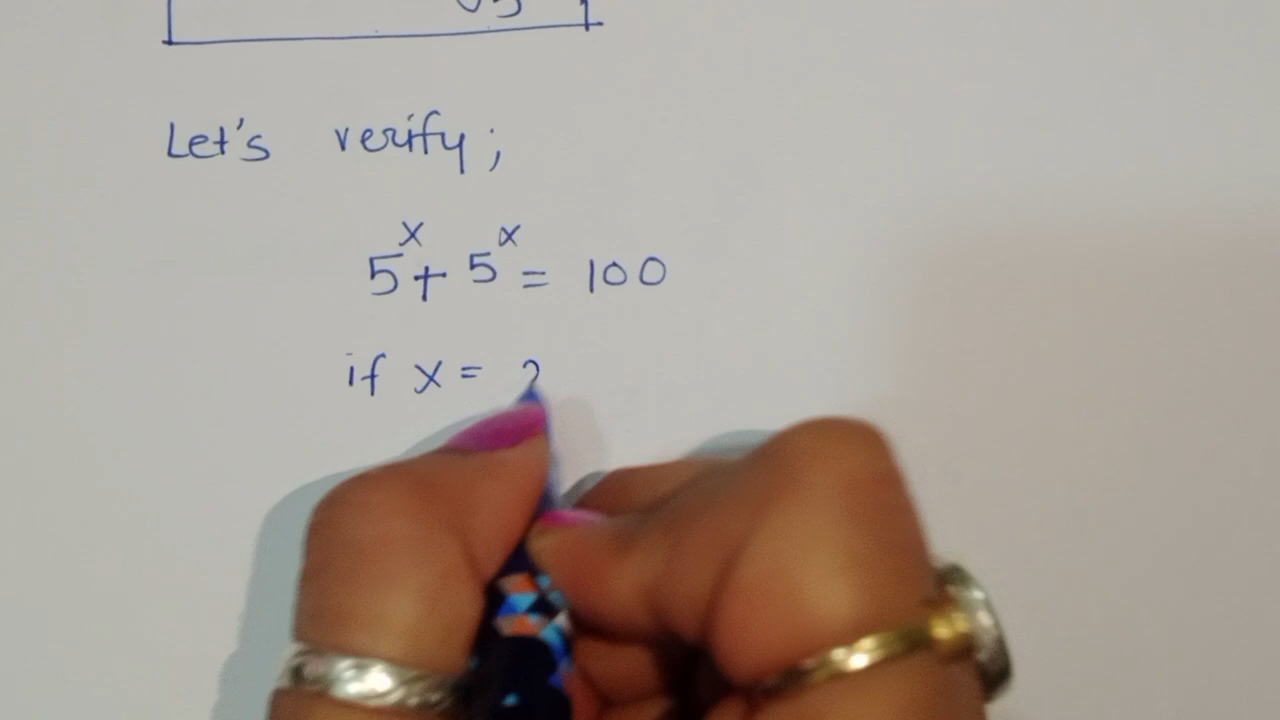 Let's verify;
5^x + 5^x = 100
if x = 2